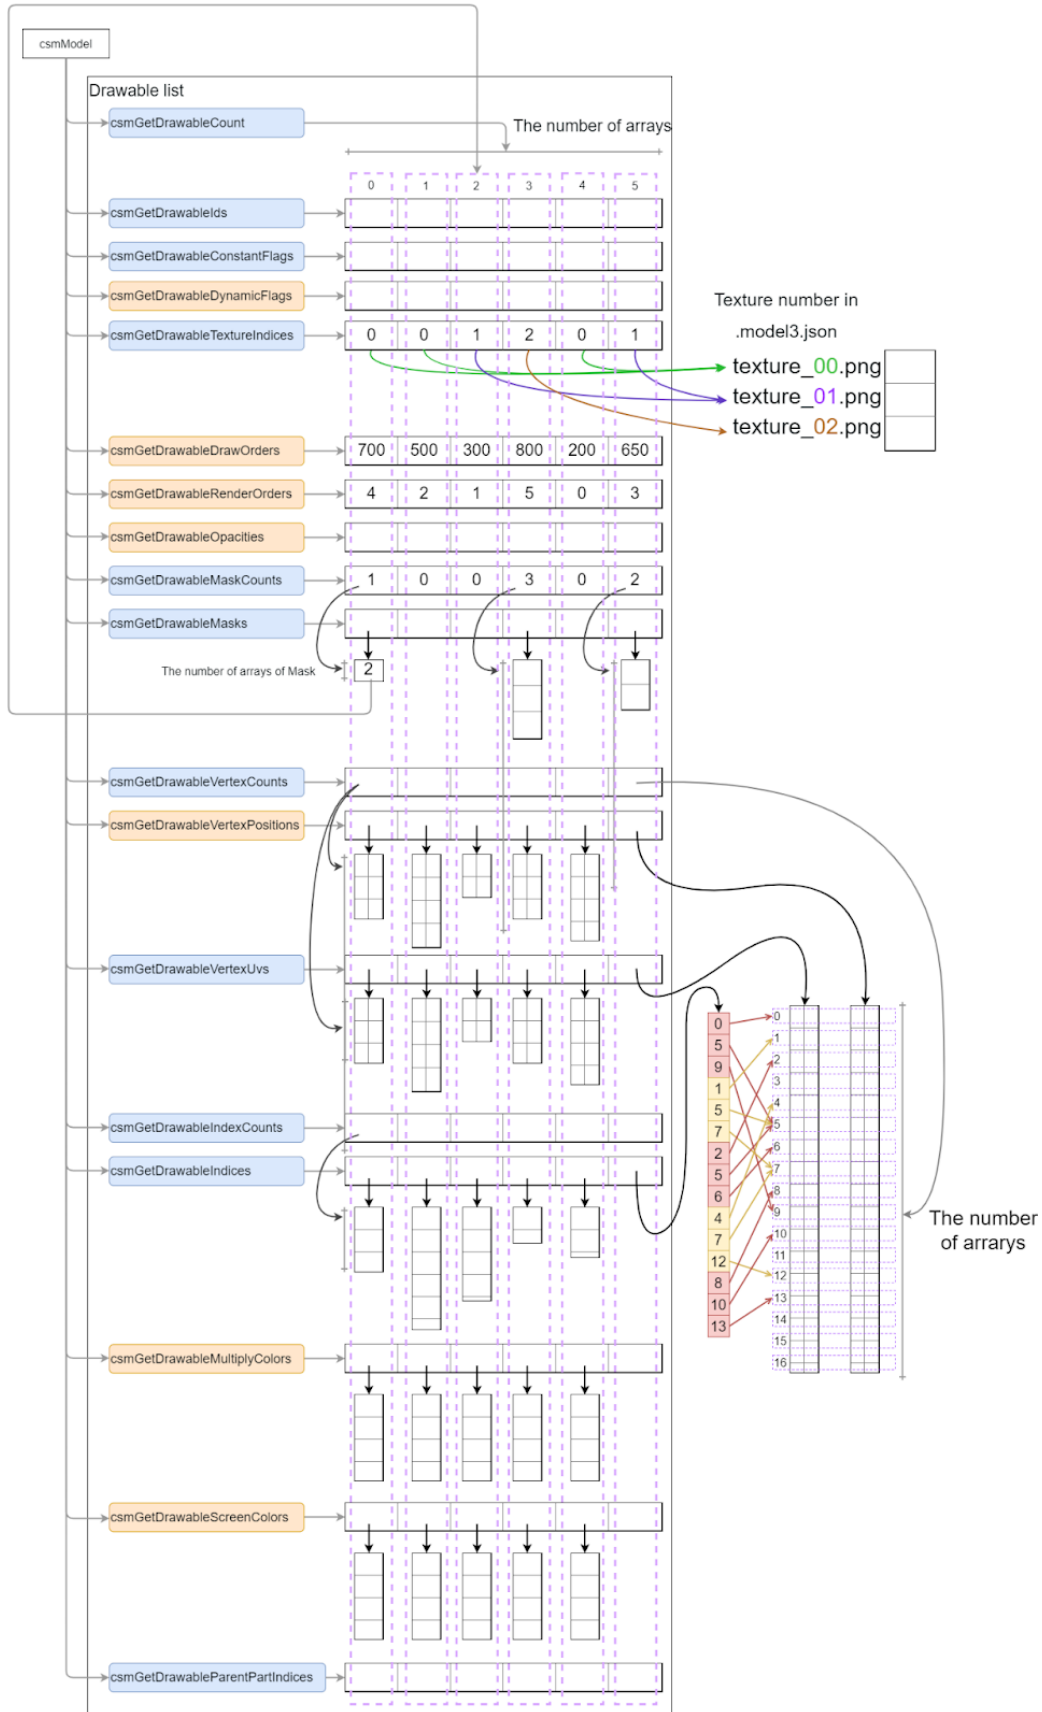 csmModel
Drawable list
csmGetDrawableCount
The number of arrays
0 1 2 3 4 5
csmGetDrawableIds
csmGetDrawableConstantFlags
csmGetDrawableDynamicFlags
csmGetDrawableTextureIndices
0 0 1 2 0 1
Texture number in
.model3.json
texture_00.png
texture_01.png
texture_02.png
csmGetDrawableDrawOrders
700 500 300 800 200 650
csmGetDrawableRenderOrders
4 2 1 5 0 3
csmGetDrawableOpacities
csmGetDrawableMaskCounts
1 0 0 3 0 2
csmGetDrawableMasks
The number of arrays of Mask
2
csmGetDrawableVertexCounts
csmGetDrawableVertexPositions
csmGetDrawableVertexUvs
csmGetDrawableIndexCounts
csmGetDrawableIndices
0
5
9
1
5
7
2
5
6
4
7
12
8
10
13
0
1
2
3
4
5
6
7
8
9
10
11
12
13
14
15
16
The number
of ararys
csmGetDrawableMultiplyColors
csmGetDrawableScreenColors
csmGetDrawableParentPartIndices